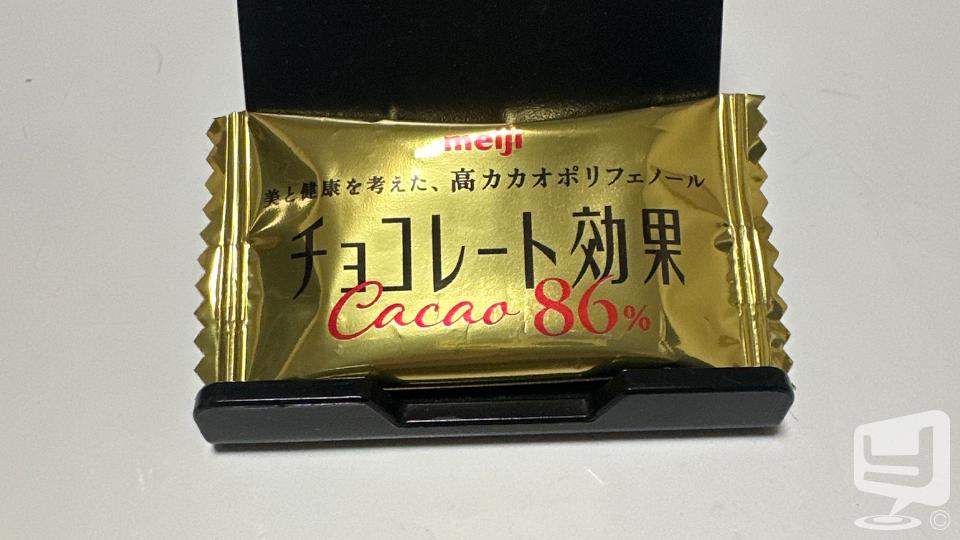 meiji
美と健康を考えた、高カカオポリフェノール
チョコレート効果
Cacao 86%
©